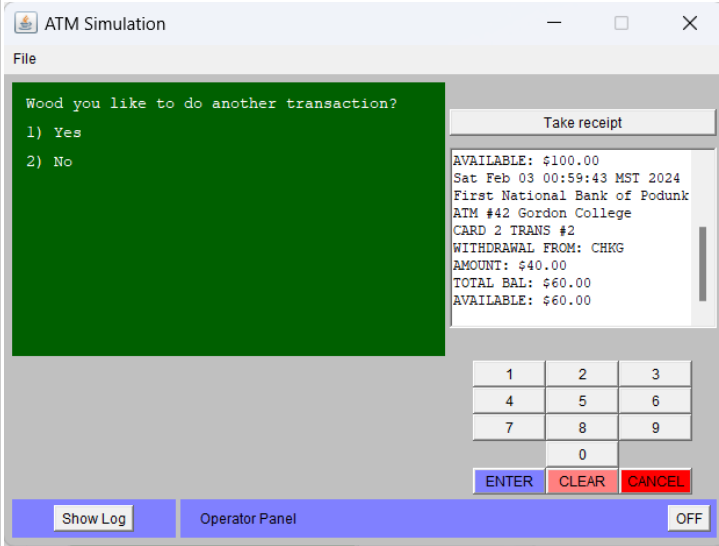 ATM Simulation
File
Wood you like to do another transaction?
1) Yes
2) No
Take receipt
AVAILABLE: $100.00
Sat Feb 03 00:59:43 MST 2024
First National Bank of Podunk
ATM #42 Gordon College
CARD 2 TRANS #2
WITHDRAWAL FROM: CHKG
AMOUNT: $40.00
TOTAL BAL: $60.00
AVAILABLE: $60.00
1 2 3
4 5 6
7 8 9
0
ENTER CLEAR CANCEL
Show Log Operator Panel OFF